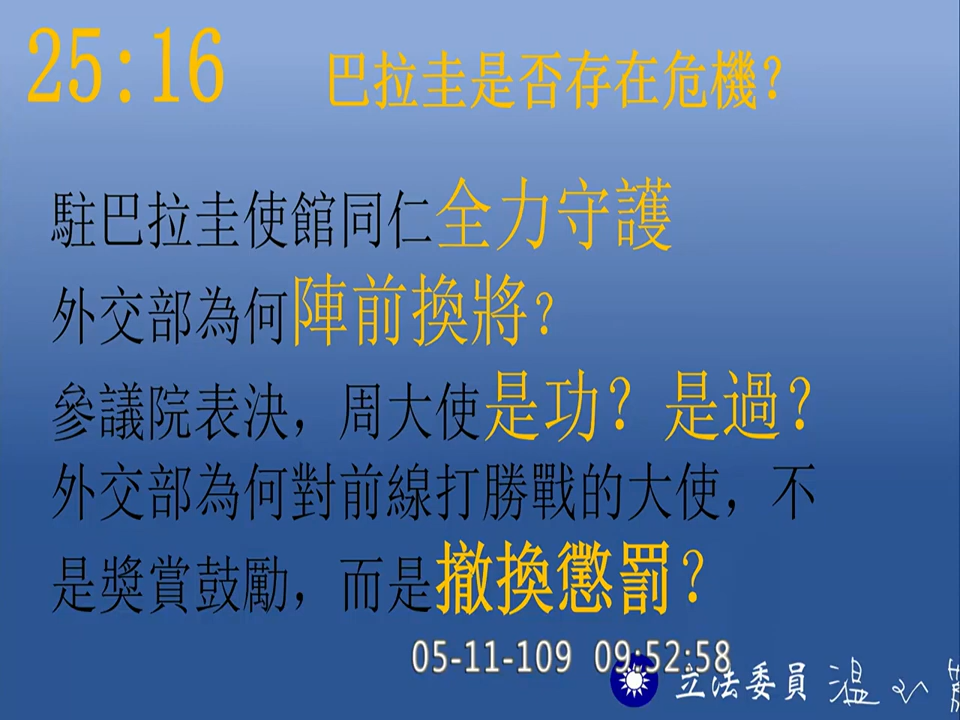 25:16 巴拉圭是否存在危機？
駐巴拉圭使館同仁全力守護
外交部為何陣前換將？
參議院表決，周大使是功？是過？
外交部為何對前線打勝戰的大使，不
是獎賞鼓勵，而是撤換懲罰？
05-11-109 09:52:58
立法委員 温